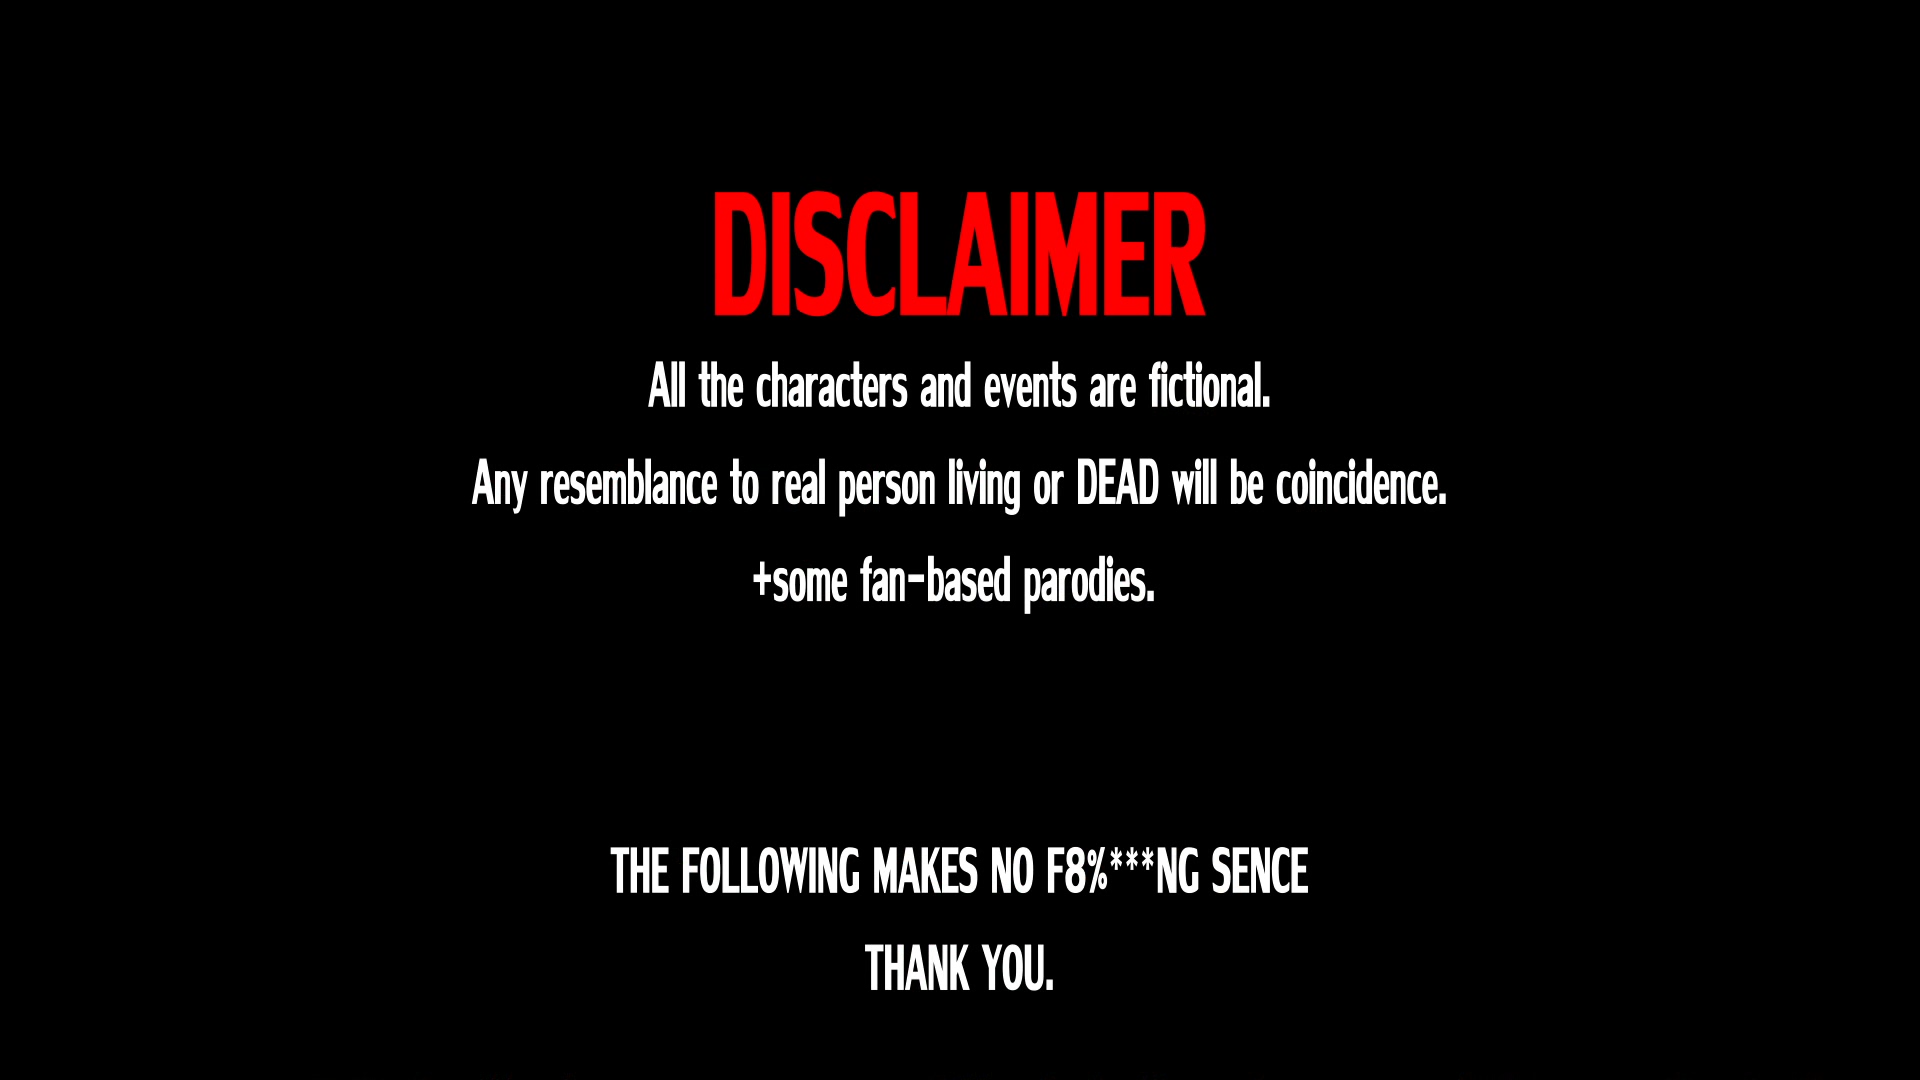 DISCLAIMER
All the characters and events are fictional.
Any resemblance to real person living or DEAD will be coincidence.
+some fan-based parodies.
THE FOLLOWING MAKES NO F8%***NG SENCE
THANK YOU.